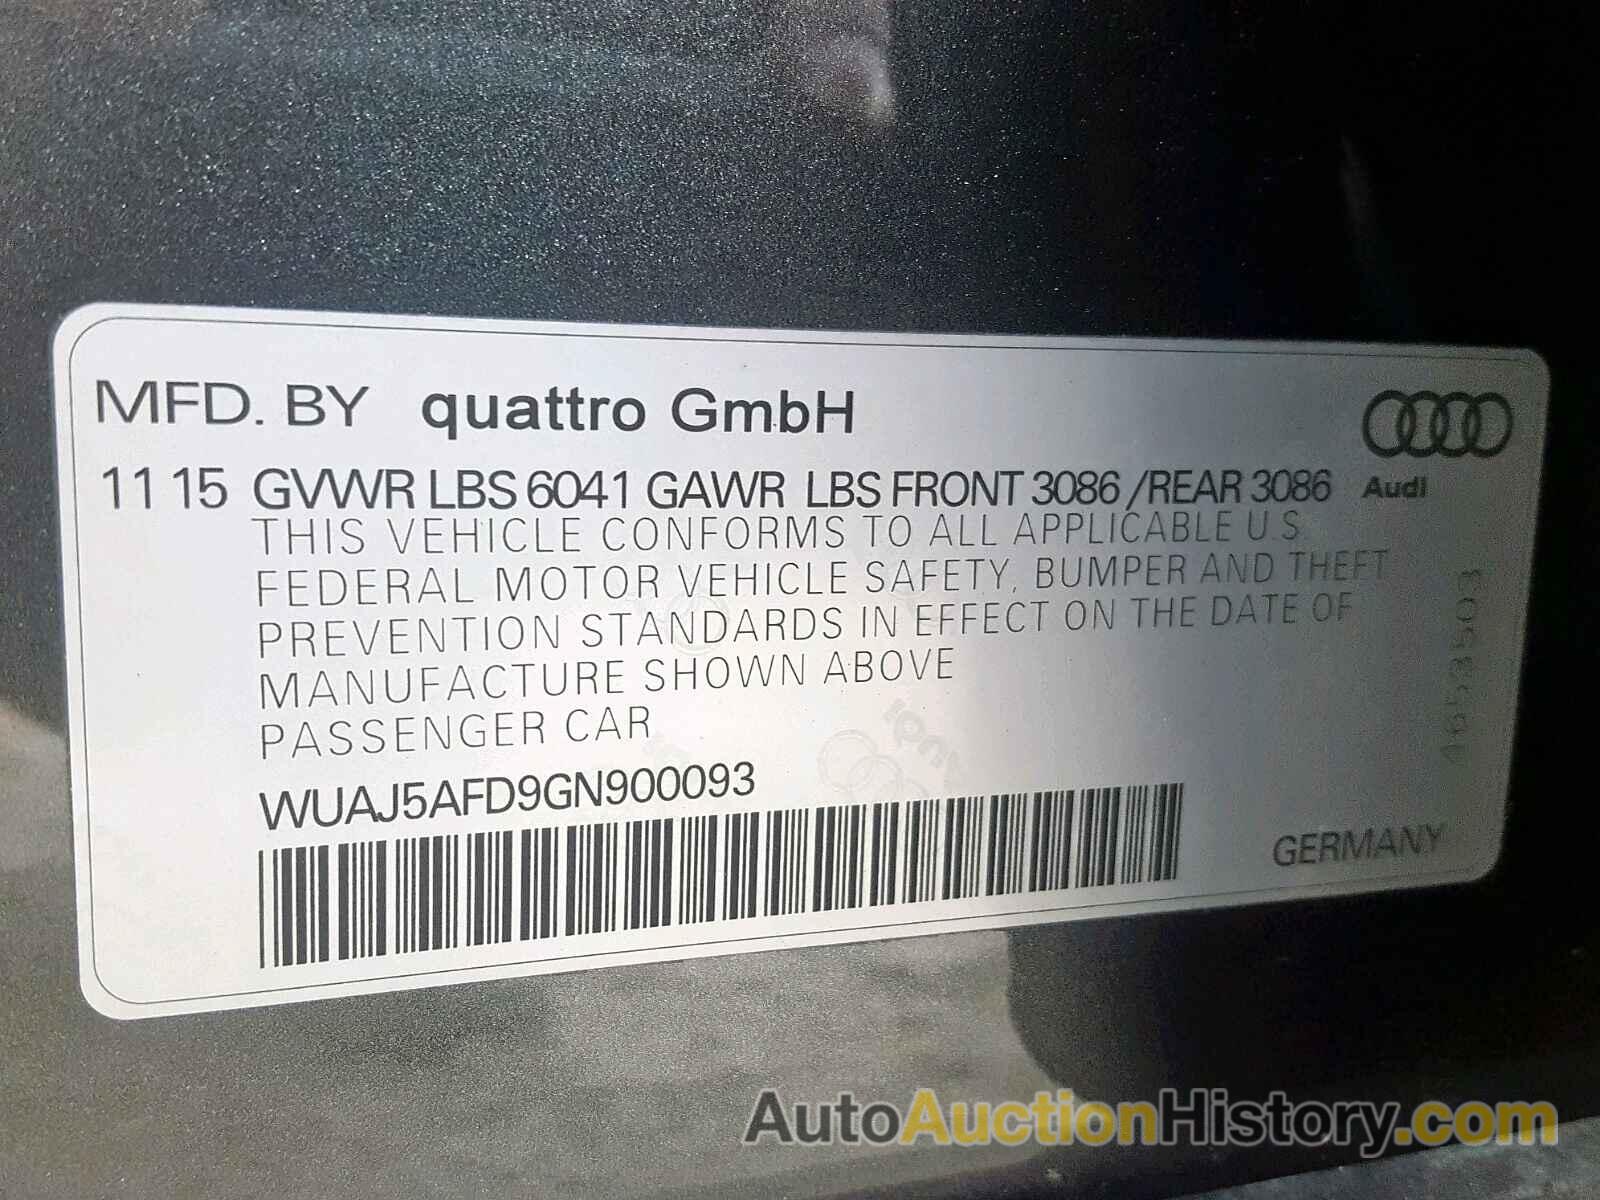 MFD. BY quattro GmbH
11 15 GVWR LBS 6041 GAWR LBS FRONT 3086 /REAR 3086
Audi
THIS VEHICLE CONFORMS TO ALL APPLICABLE U.S.
FEDERAL MOTOR VEHICLE SAFETY, BUMPER AND THEFT
PREVENTION STANDARDS IN EFFECT ON THE DATE OF
MANUFACTURE SHOWN ABOVE
PASSENGER CAR
WUAJ5AFD9GN900093
GERMANY
AutoAuctionHistory.com